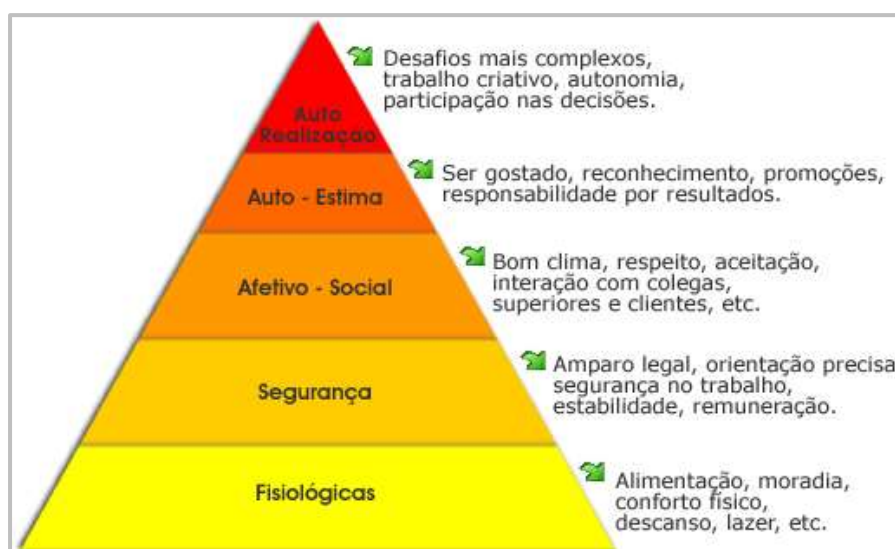 Desafios mais complexos,
trabalho criativo, autonomia,
participação nas decisões.
Auto
Realização
Ser gostado, reconhecimento, promoções,
responsabilidade por resultados.
Auto - Estima
Bom clima, respeito, aceitação,
interação com colegas,
superiores e clientes, etc.
Afetivo - Social
Amparo legal, orientação precisa
segurança no trabalho,
estabilidade, remuneração.
Segurança
Alimentação, moradia,
conforto físico,
descanso, lazer, etc.
Fisiológicas